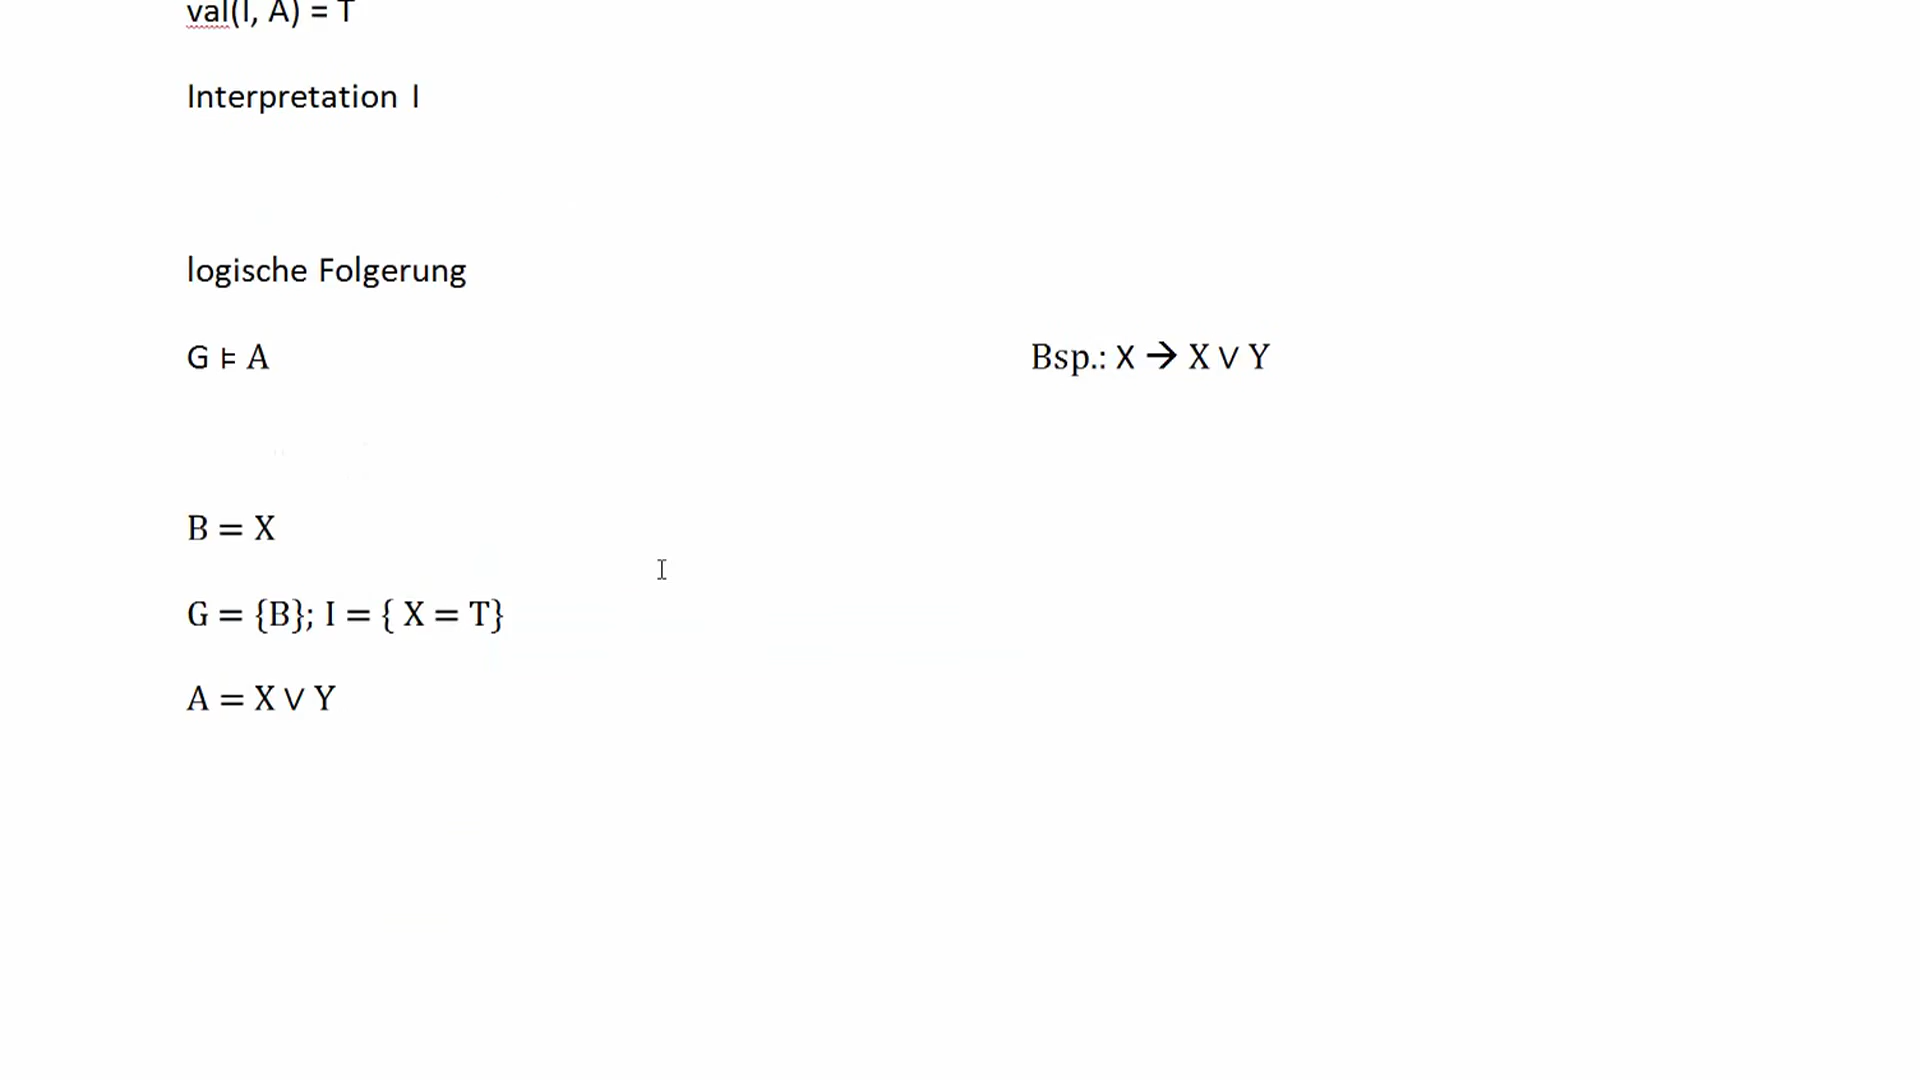 val(I, A) = T
Interpretation I
logische Folgerung
G ⊧ A
Bsp.: X → X ∨ Y
B = X
G = {B}; I = { X = T}
A = X ∨ Y